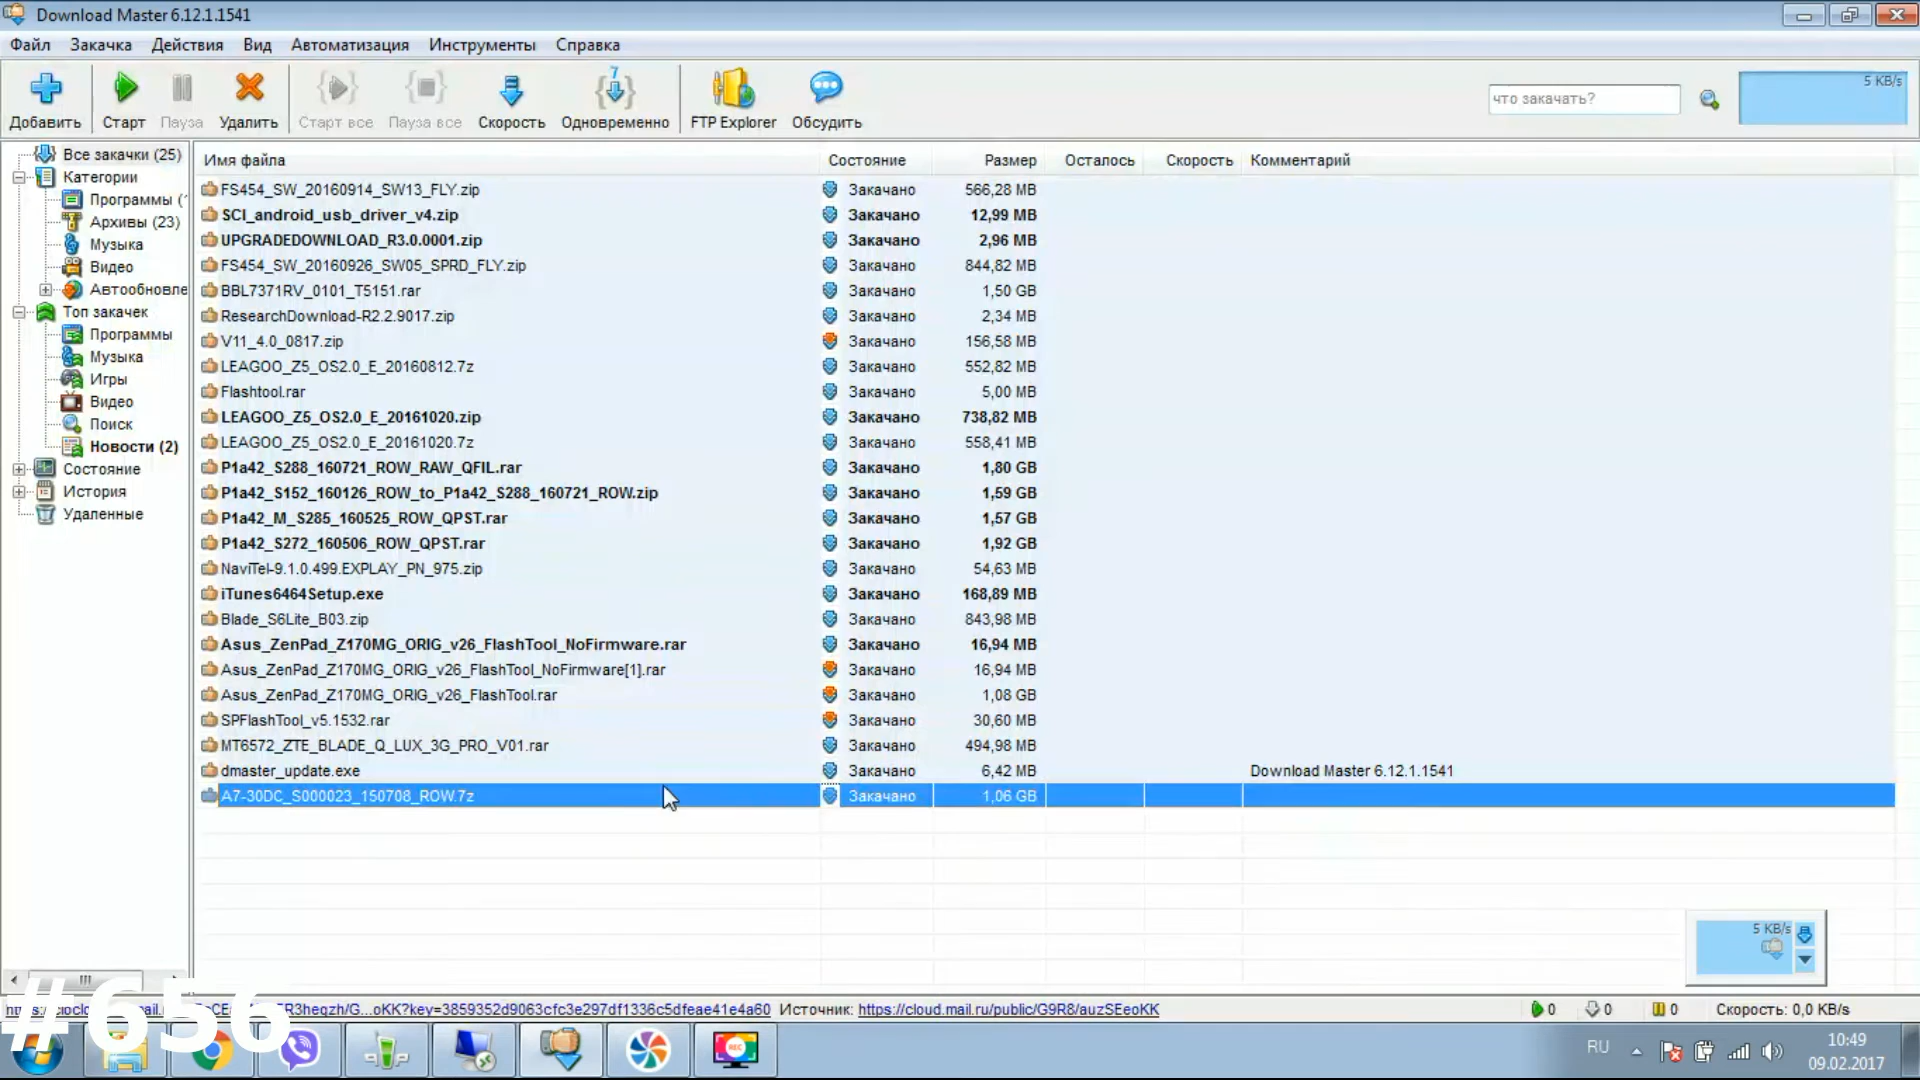 Download Master 6.12.1.1541
Файл Закачка Действия Вид Автоматизация Инструменты Справка
7
что закачать?
5 KB/s
Добавить Старт Пауза Удалить Старт все Пауза все Скорость Одновременно FTP Explorer Обсудить
Все закачки (25)
Категории
Программы (
Архивы (23)
Музыка
Видео
Автообновле
Топ закачек
Программы
Музыка
Игры
Видео
Поиск
Новости (2)
Состояние
История
Удаленные
Имя файла Состояние Размер Осталось Скорость Комментарий
FS454_SW_20160914_SW13_FLY.zip Закачано 566,28 MB
SCI_android_usb_driver_v4.zip Закачано 12,99 MB
UPGRADEDOWNLOAD_R3.0.0001.zip Закачано 2,96 MB
FS454_SW_20160926_SW05_SPRD_FLY.zip Закачано 844,82 MB
BBL7371RV_0101_T5151.rar Закачано 1,50 GB
ResearchDownload-R2.2.9017.zip Закачано 2,34 MB
V11_4.0_0817.zip Закачано 156,58 MB
LEAGOO_Z5_OS2.0_E_20160812.7z Закачано 552,82 MB
Flashtool.rar Закачано 5,00 MB
LEAGOO_Z5_OS2.0_E_20161020.zip Закачано 738,82 MB
LEAGOO_Z5_OS2.0_E_20161020.7z Закачано 558,41 MB
P1a42_S288_160721_ROW_RAW_QFIL.rar Закачано 1,80 GB
P1a42_S152_160126_ROW_to_P1a42_S288_160721_ROW.zip Закачано 1,59 GB
P1a42_M_S285_160525_ROW_QPST.rar Закачано 1,57 GB
P1a42_S272_160506_ROW_QPST.rar Закачано 1,92 GB
NaviTel-9.1.0.499.EXPLAY_PN_975.zip Закачано 54,63 MB
iTunes6464Setup.exe Закачано 168,89 MB
Blade_S6Lite_B03.zip Закачано 843,98 MB
Asus_ZenPad_Z170MG_ORIG_v26_FlashTool_NoFirmware.rar Закачано 16,94 MB
Asus_ZenPad_Z170MG_ORIG_v26_FlashTool_NoFirmware[1].rar Закачано 16,94 MB
Asus_ZenPad_Z170MG_ORIG_v26_FlashTool.rar Закачано 1,08 GB
SPFlashTool_v5.1532.rar Закачано 30,60 MB
MT6572_ZTE_BLADE_Q_LUX_3G_PRO_V01.rar Закачано 494,98 MB
dmaster_update.exe Закачано 6,42 MB Download Master 6.12.1.1541
A7-30DC_S000023_150708_ROW.7z Закачано 1,06 GB
5 KB/s
R3heqzh/G...oKK?key=3859352d9063cfc3e297df1336c5dfeae41e4a60 Источник: https://cloud.mail.ru/public/G9R8/auzSEeoKK 0 0 0 Скорость: 0,0 KB/s
#656
REC
RU
10:49
09.02.2017